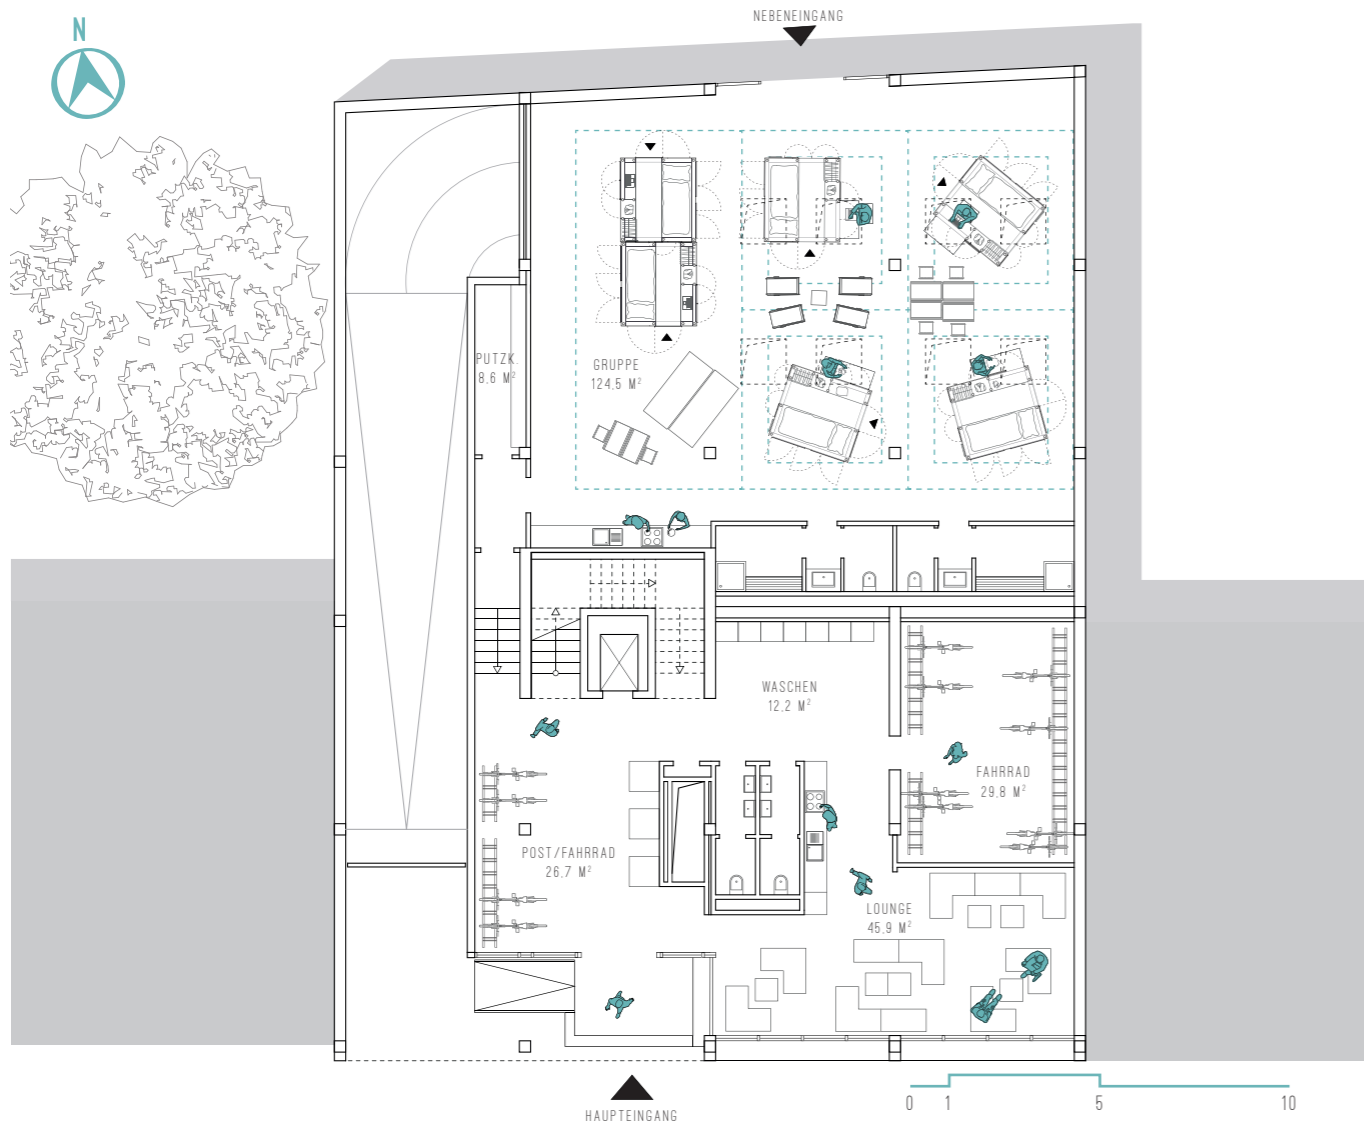 NEBENEINGANG
N
PUTZK.
8,6 M²
GRUPPE
124,5 M²
WASCHEN
12,2 M²
FAHRRAD
29,8 M²
POST/FAHRRAD
26,7 M²
LOUNGE
45,9 M²
HAUPTEINGANG
0 1 5 10